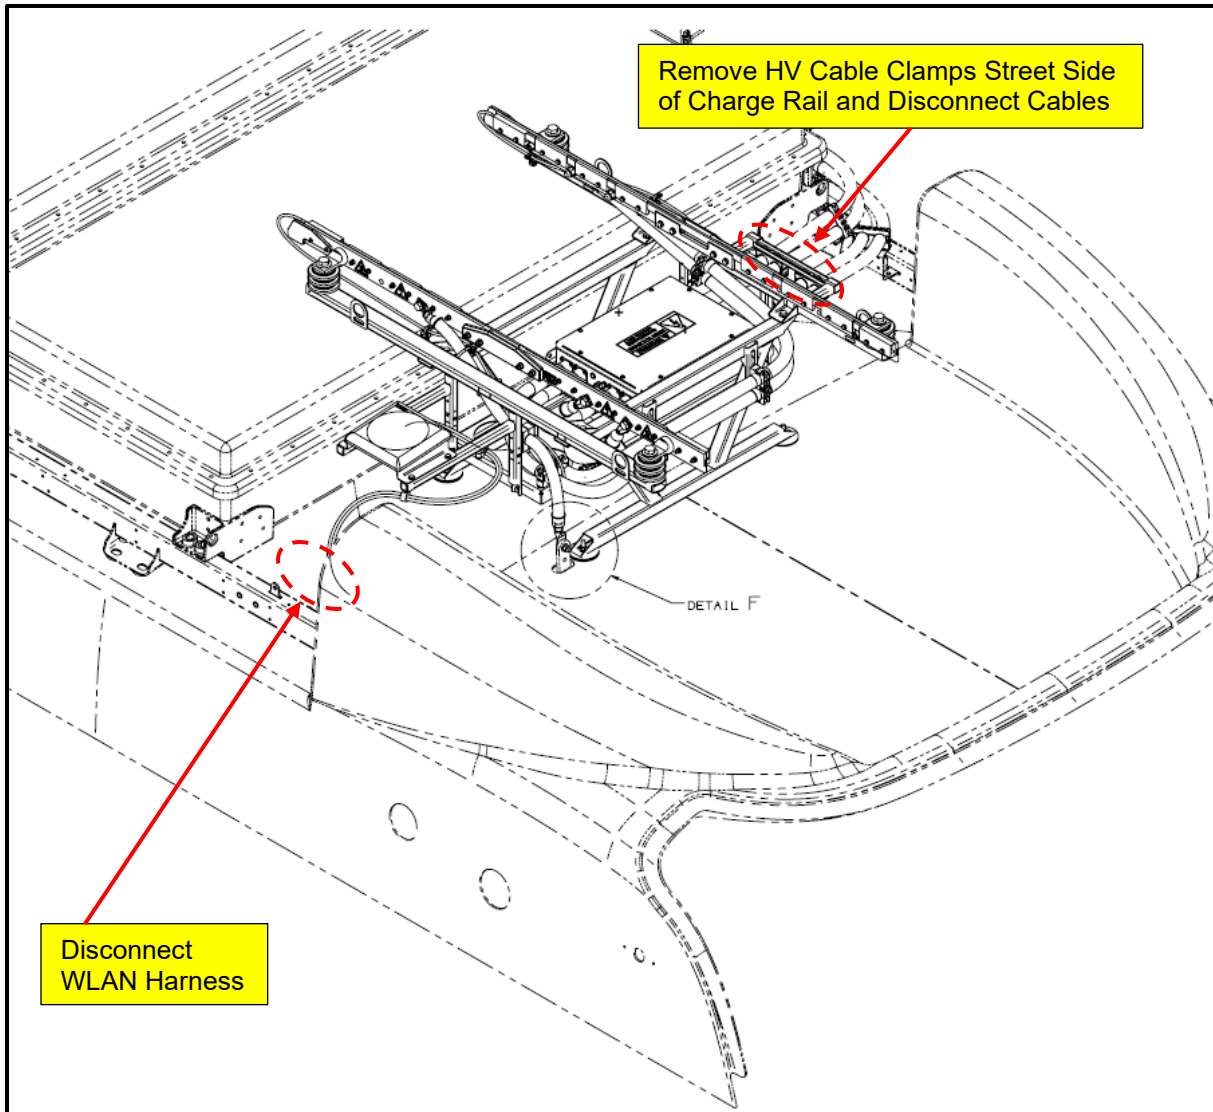 Remove HV Cable Clamps Street Side
of Charge Rail and Disconnect Cables
DETAIL F
Disconnect
WLAN Harness